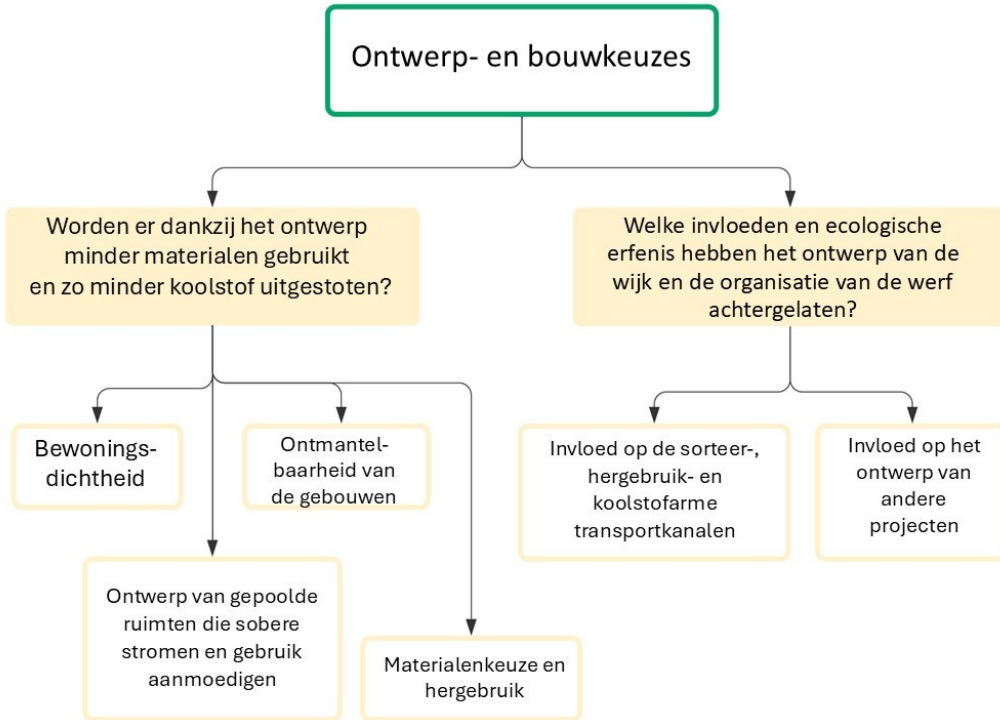 Ontwerp- en bouwkeuzes
Worden er dankzij het ontwerp
minder materialen gebruikt
en zo minder koolstof uitgestoten?
Welke invloeden en ecologische
erfenis hebben het ontwerp van de
wijk en de organisatie van de werf
achtergelaten?
Bewonings-
dichtheid
Ontmantel-
baarheid van
de gebouwen
Invloed op de sorteer-,
hergebruik- en
koolstofarme
transportkanalen
Invloed op het
ontwerp van
andere
projecten
Ontwerp van gepoolde
ruimten die sobere
stromen en gebruik
aanmoedigen
Materialenkeuze en
hergebruik